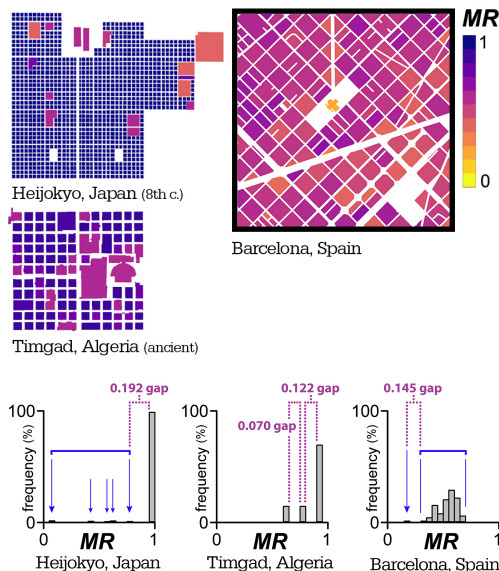 MR
1
0
Heijokyo, Japan (8th c.)
Barcelona, Spain
Timgad, Algeria (ancient)
0.192 gap
0.122 gap
0.145 gap
0.070 gap
100
frequency (%)
0
0
MR
1
Heijokyo, Japan
100
frequency (%)
0
0
MR
1
Timgad, Algeria
100
frequency (%)
0
0
MR
1
Barcelona, Spain